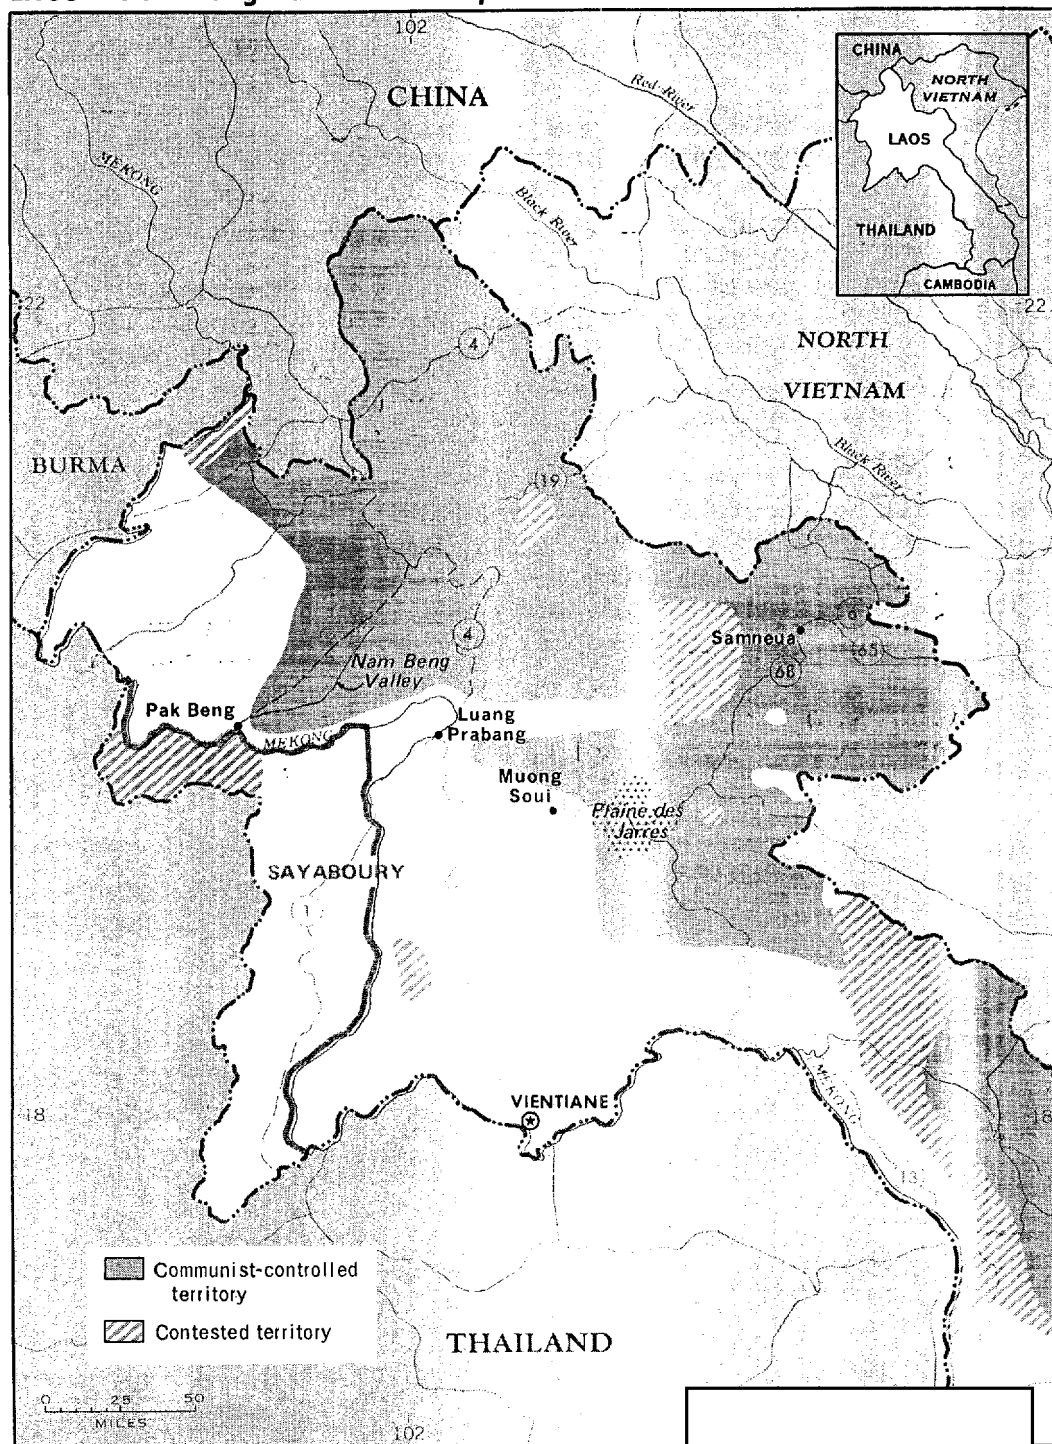 102
CHINA
Red River
MEKONG
Black River
CHINA
NORTH
VIETNAM
LAOS
THAILAND
CAMBODIA
22
22
4
NORTH
VIETNAM
BURMA
Black River
19
4
Samneua
6
65
68
Nam Beng
Valley
Pak Beng
MEKONG
Luang
Prabang
Muong
Soui
Plaine des
Jarres
SAYABOURY
1
MEKONG
18
VIENTIANE
18
13
Communist-controlled
territory
Contested territory
THAILAND
0 25 50
MILES
102